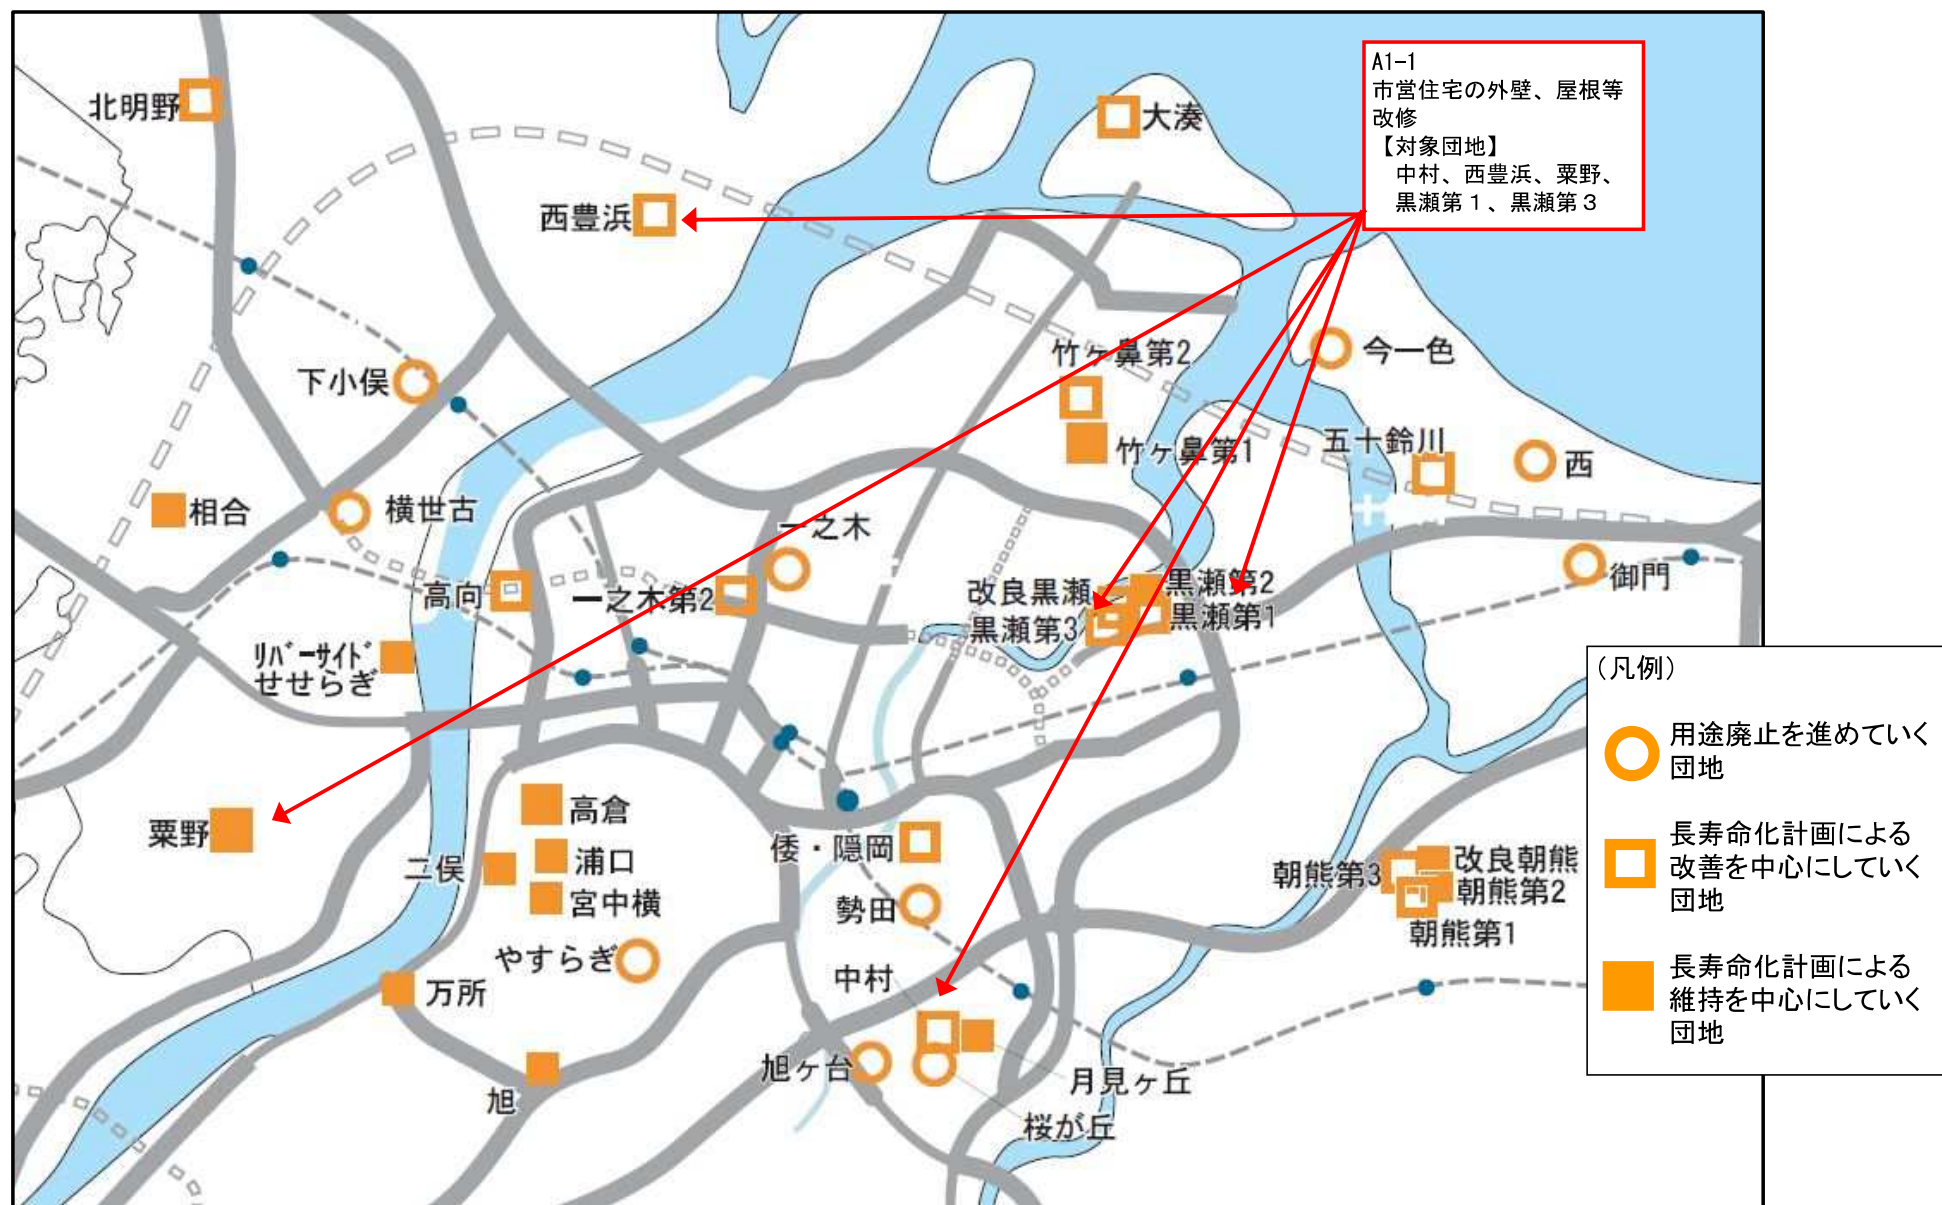 A1-1
市営住宅の外壁、屋根等
改修
【対象団地】
中村、西豊浜、粟野、
黒瀬第1、黒瀬第3
北明野
大湊
西豊浜
下小俣
竹ヶ鼻第2
今一色
竹ヶ鼻第1
五十鈴川
西
相合
横世古
一之木
御門
高向
一之木第2
改良黒瀬
黒瀬第2
黒瀬第3
黒瀬第1
リバーサイド
せせらぎ
粟野
高倉
二俣
浦口
宮中横
倭・隠岡
勢田
朝熊第3
改良朝熊
朝熊第2
朝熊第1
やすらぎ
中村
万所
旭
旭ヶ台
月見ヶ丘
桜が丘
(凡例)
用途廃止を進めていく
団地
長寿命化計画による
改善を中心にしていく
団地
長寿命化計画による
維持を中心にしていく
団地